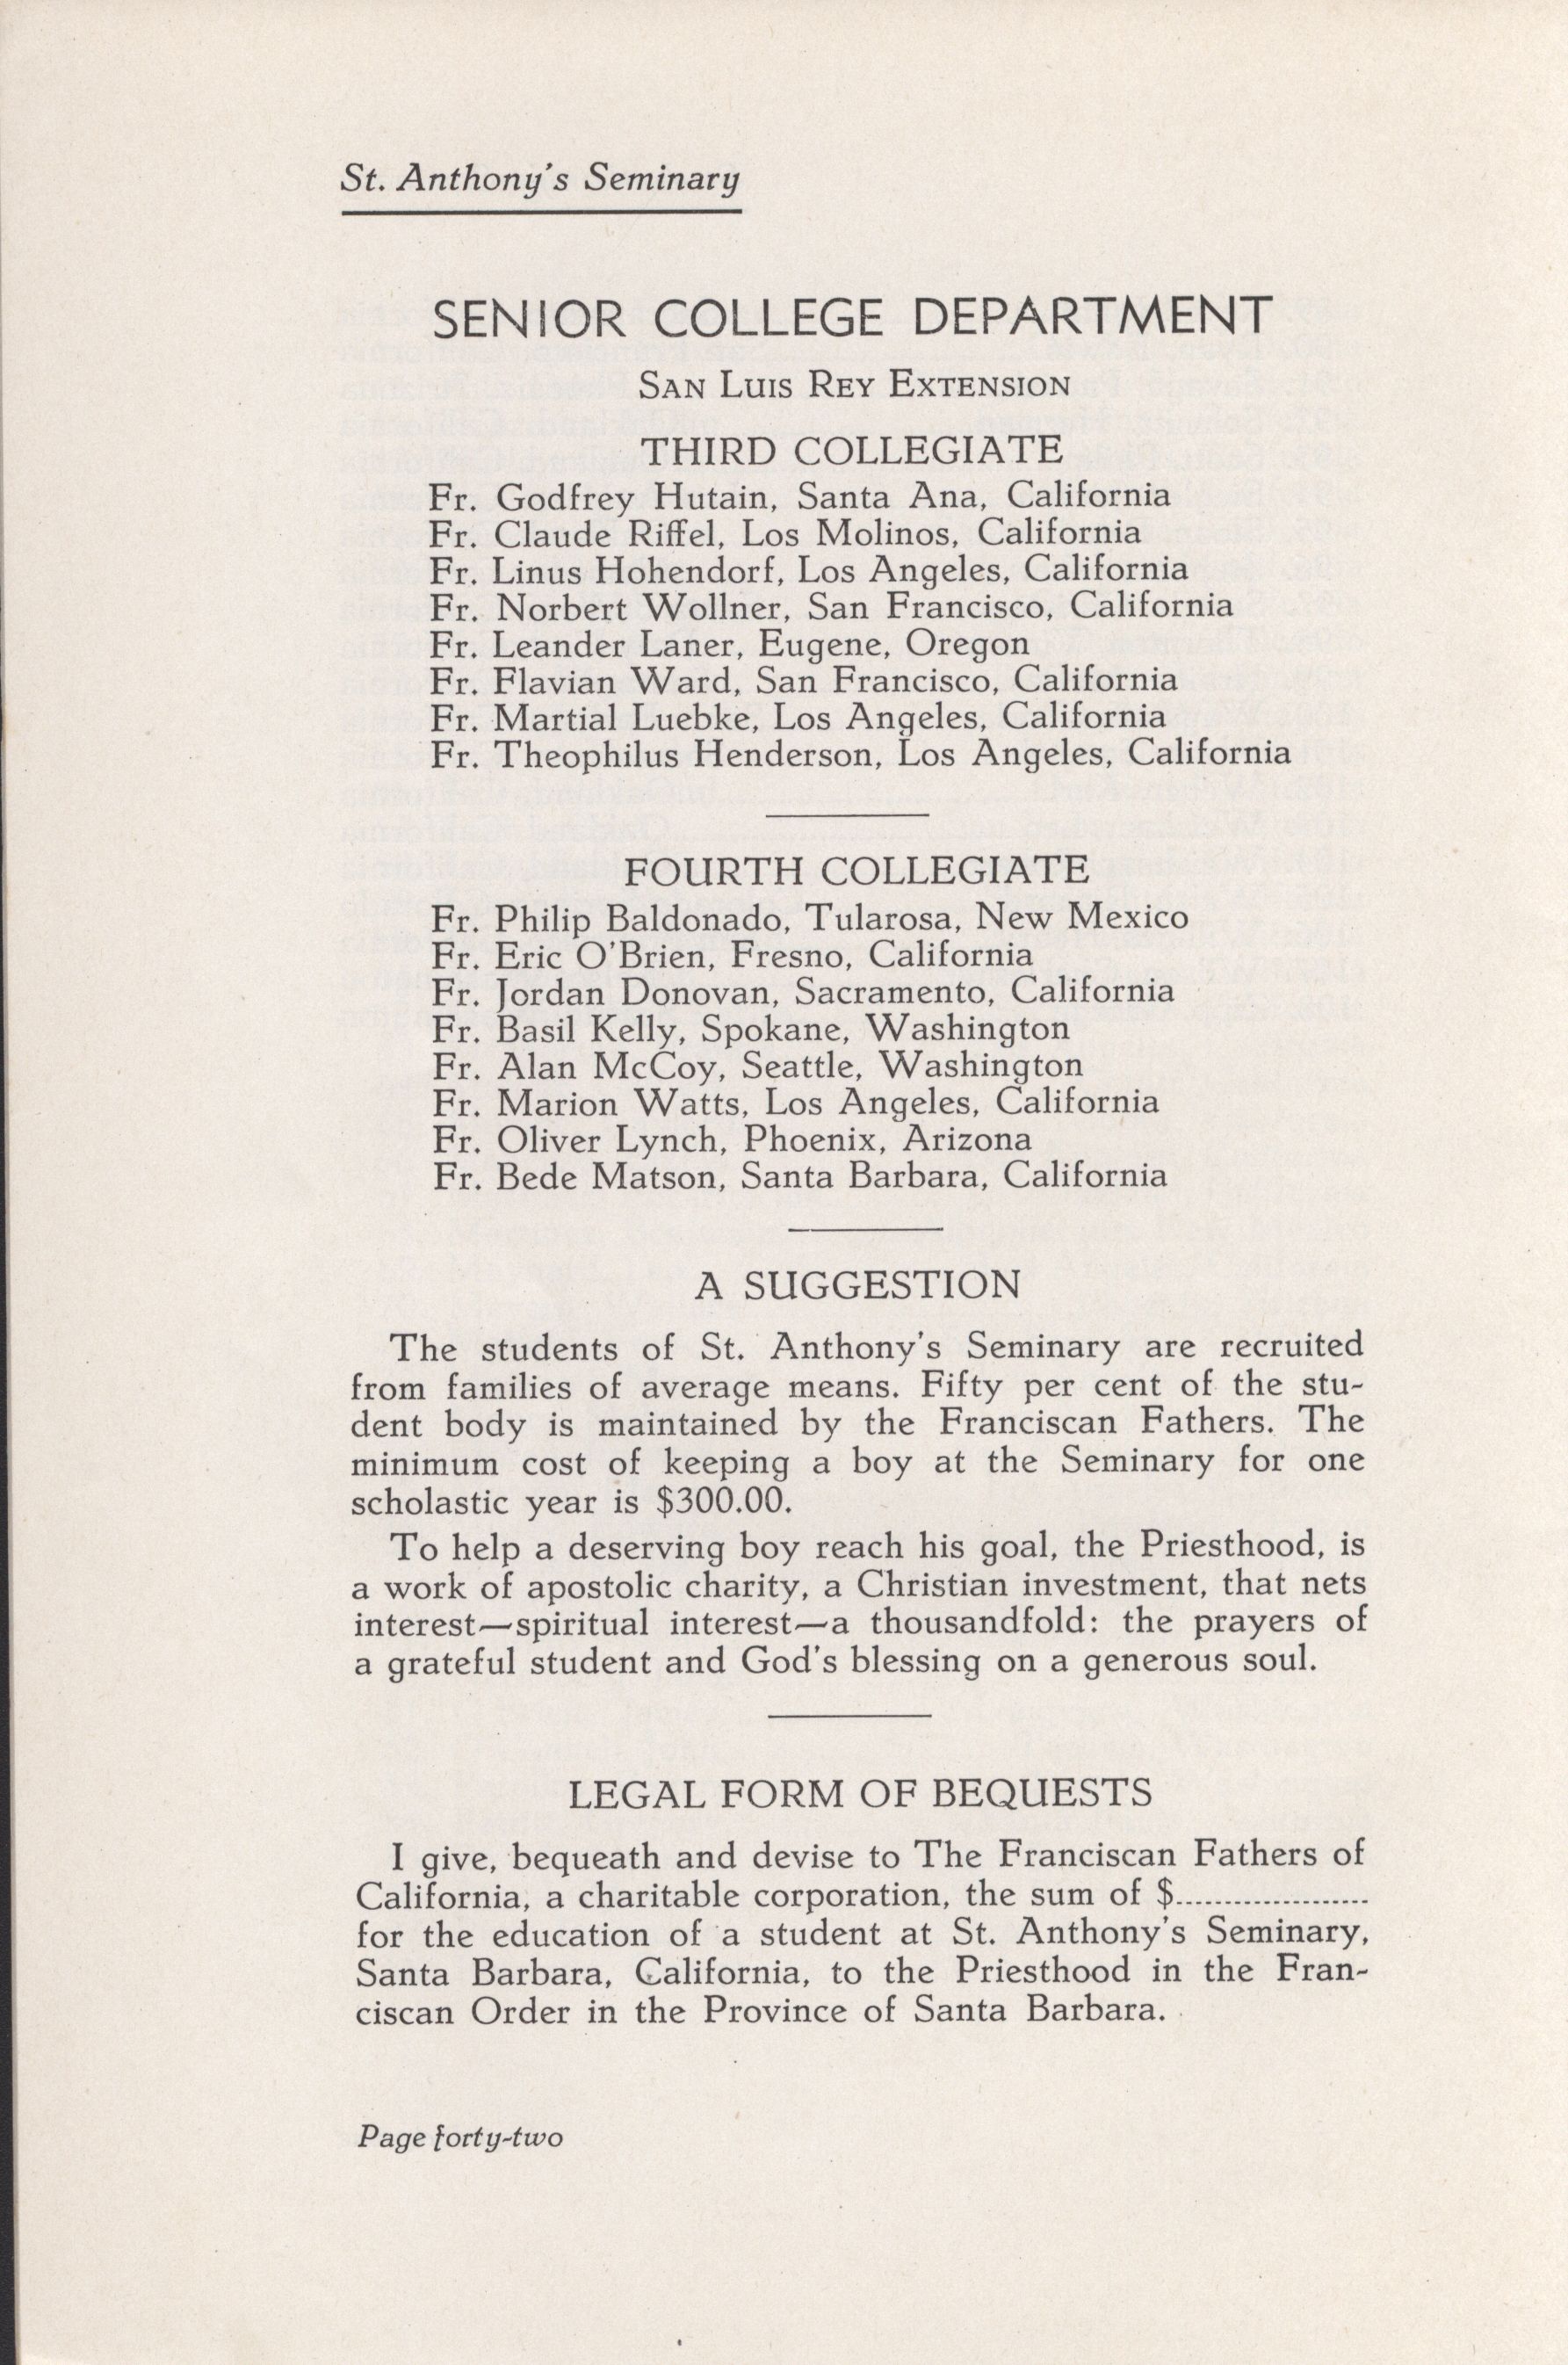 St. Anthony's Seminary
SENIOR COLLEGE DEPARTMENT
San Luis Rey Extension
THIRD COLLEGIATE
Fr. Godfrey Hutain, Santa Ana, California
Fr. Claude Riffel, Los Molinos, California
Fr. Linus Hohendorf, Los Angeles, California
Fr. Norbert Wollner, San Francisco, California
Fr. Leander Laner, Eugene, Oregon
Fr. Flavian Ward, San Francisco, California
Fr. Martial Luebke, Los Angeles, California
Fr. Theophilus Henderson, Los Angeles, California
FOURTH COLLEGIATE
Fr. Philip Baldonado, Tularosa, New Mexico
Fr. Eric O'Brien, Fresno, California
Fr. Jordan Donovan, Sacramento, California
Fr. Basil Kelly, Spokane, Washington
Fr. Alan McCoy, Seattle, Washington
Fr. Marion Watts, Los Angeles, California
Fr. Oliver Lynch, Phoenix, Arizona
Fr. Bede Matson, Santa Barbara, California
A SUGGESTION
The students of St. Anthony's Seminary are recruited
from families of average means. Fifty per cent of the stu-
dent body is maintained by the Franciscan Fathers. The
minimum cost of keeping a boy at the Seminary for one
scholastic year is $300.00.
To help a deserving boy reach his goal, the Priesthood, is
a work of apostolic charity, a Christian investment, that nets
interest—spiritual interest—a thousandfold: the prayers of
a grateful student and God's blessing on a generous soul.
LEGAL FORM OF BEQUESTS
I give, bequeath and devise to The Franciscan Fathers of
California, a charitable corporation, the sum of $....................
for the education of a student at St. Anthony's Seminary,
Santa Barbara, California, to the Priesthood in the Fran-
ciscan Order in the Province of Santa Barbara.
Page forty-two